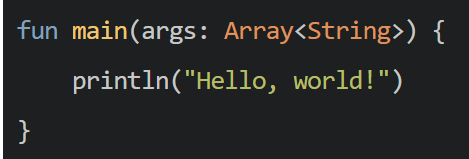 fun main(args: Array<String>) {
    println("Hello, world!")
}